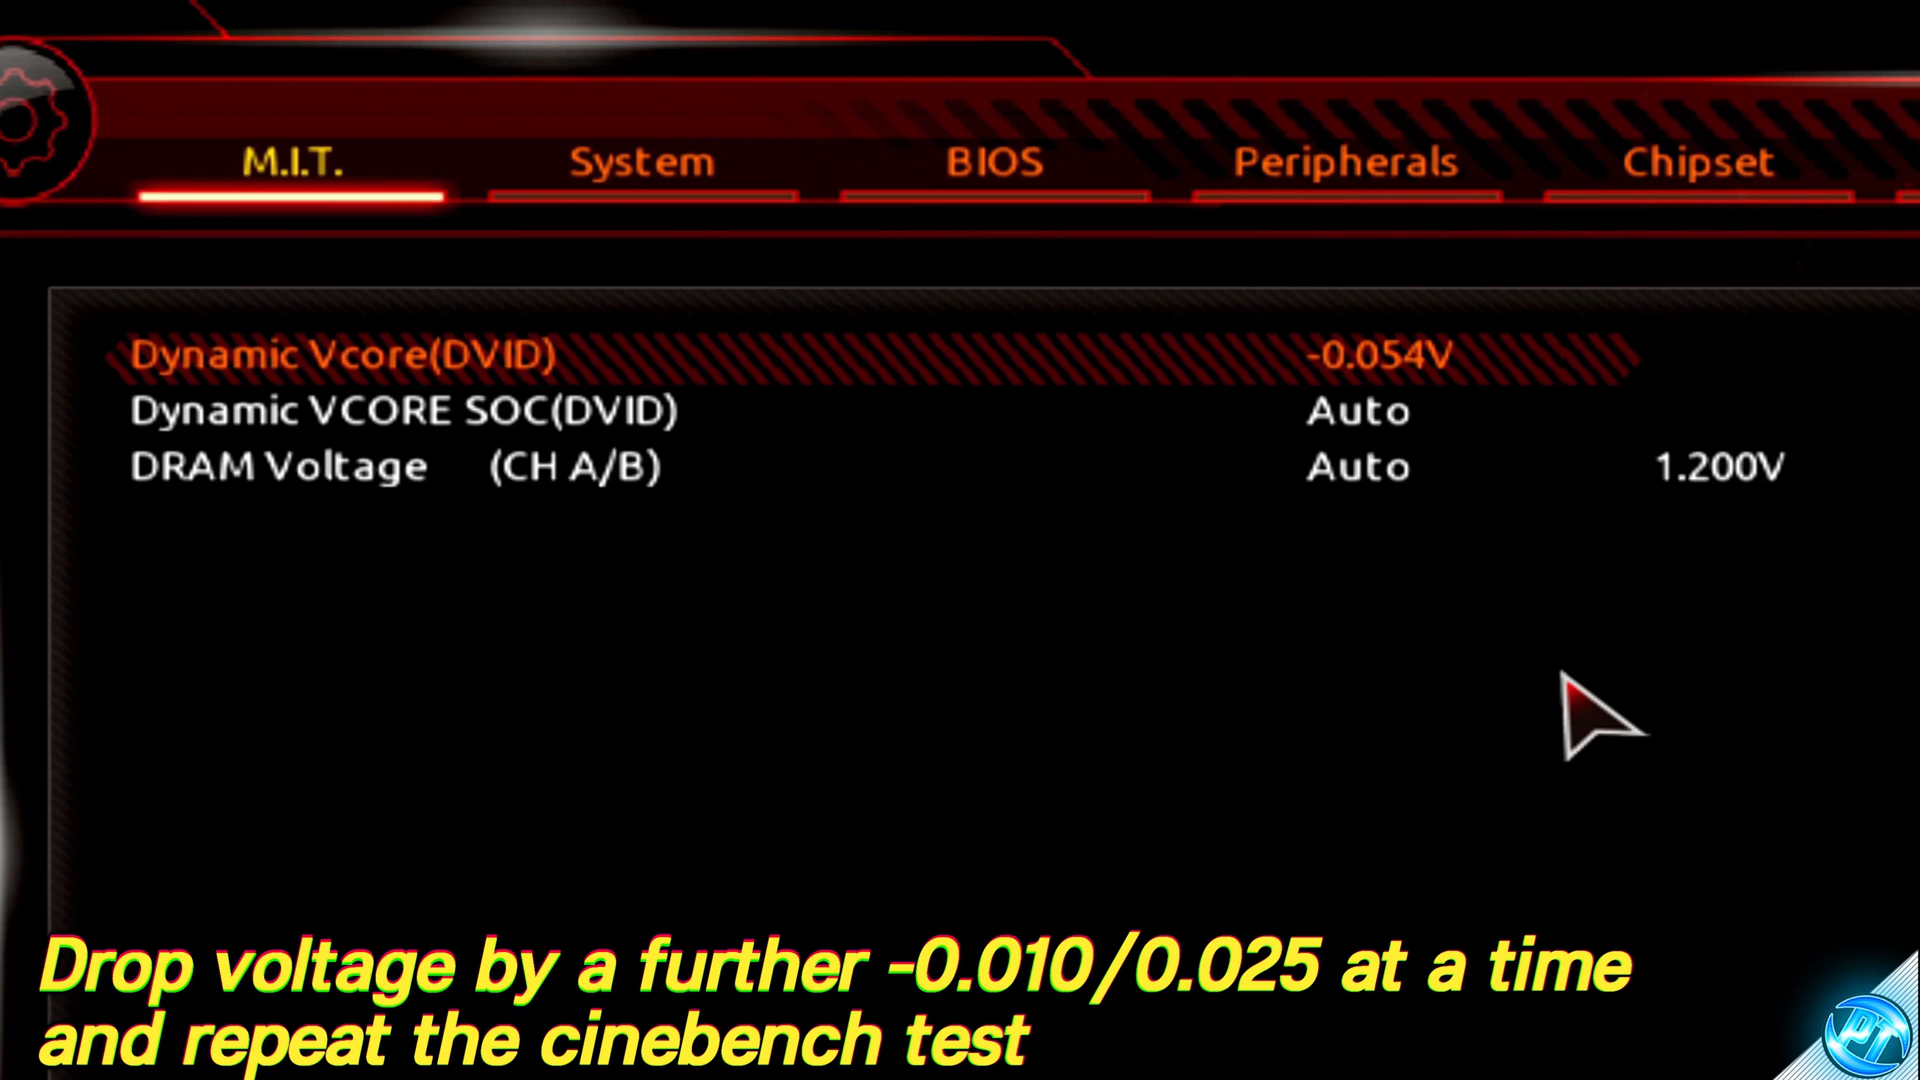 M.I.T. System BIOS Peripherals Chipset
Dynamic Vcore(DVID) -0.054V
Dynamic VCORE SOC(DVID) Auto
DRAM Voltage (CH A/B) Auto 1.200V
Drop voltage by a further -0.010/0.025 at a time
and repeat the cinebench test
PT